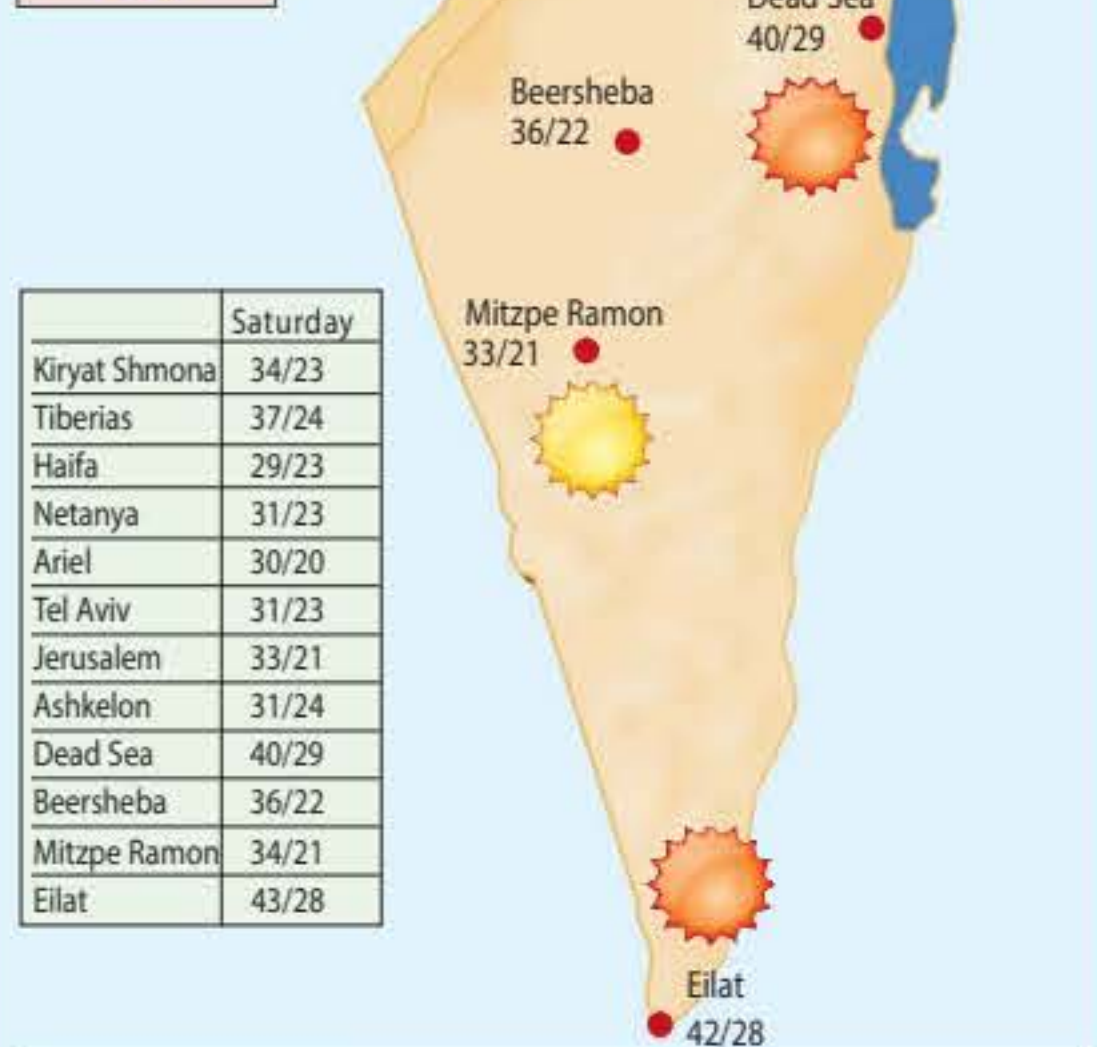 Dead Sea
40/29
Beersheba
36/22
Mitzpe Ramon
33/21
Saturday
Kiryat Shmona 34/23
Tiberias 37/24
Haifa 29/23
Netanya 31/23
Ariel 30/20
Tel Aviv 31/23
Jerusalem 33/21
Ashkelon 31/24
Dead Sea 40/29
Beersheba 36/22
Mitzpe Ramon 34/21
Eilat 43/28
Eilat
42/28